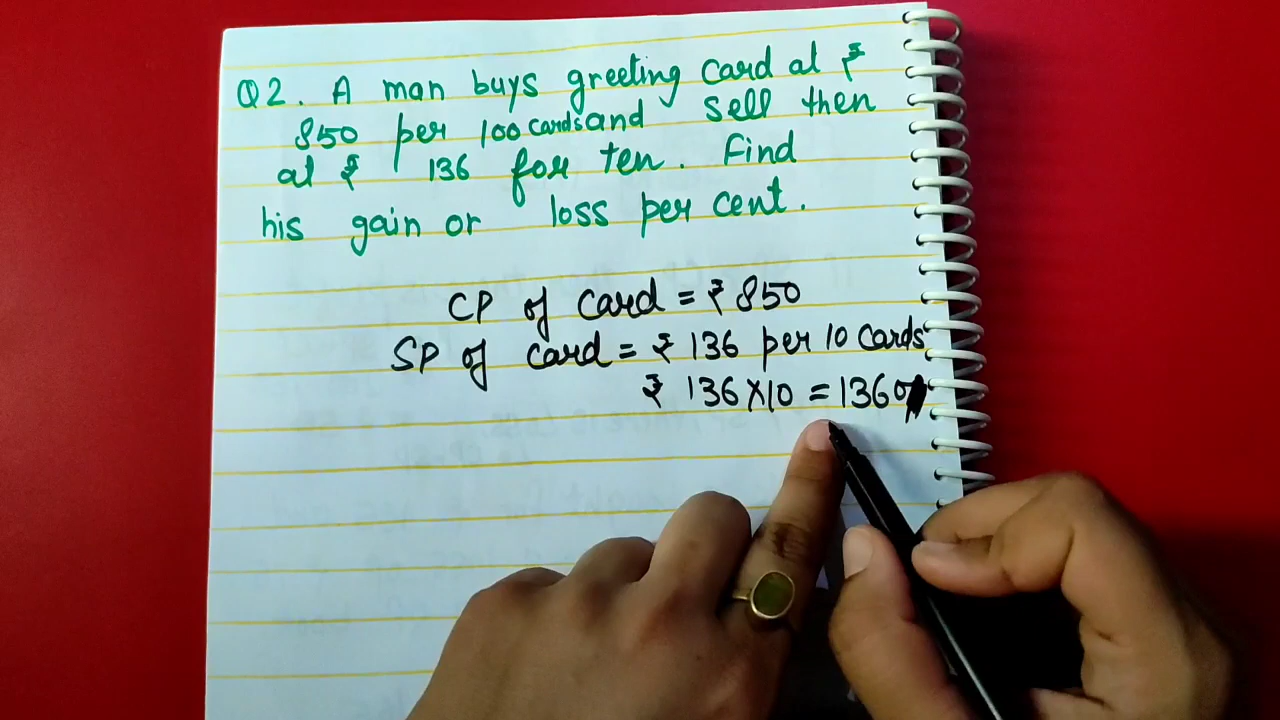 Q2. A man buys greeting card at ₹
850 per 100 cards and sell then
at ₹ 136 for ten. Find
his gain or loss per cent.
CP of card = ₹ 850
SP of card = ₹ 136 per 10 cards
₹ 136 X 10 = 1360